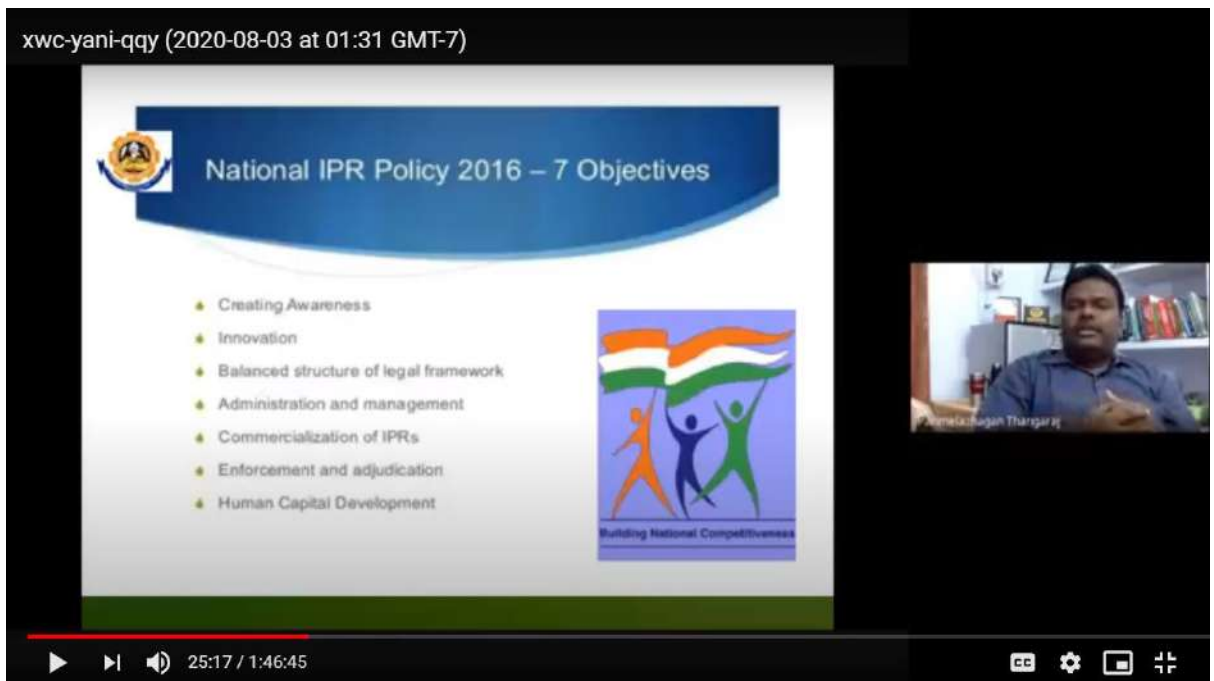 xwc-yani-qqy (2020-08-03 at 01:31 GMT-7)
National IPR Policy 2016 – 7 Objectives
Creating Awareness
Innovation
Balanced structure of legal framework
Administration and management
Commercialization of IPRs
Enforcement and adjudication
Human Capital Development
Building National Competitiveness
Thangaraj
25:17 / 1:46:45
CC